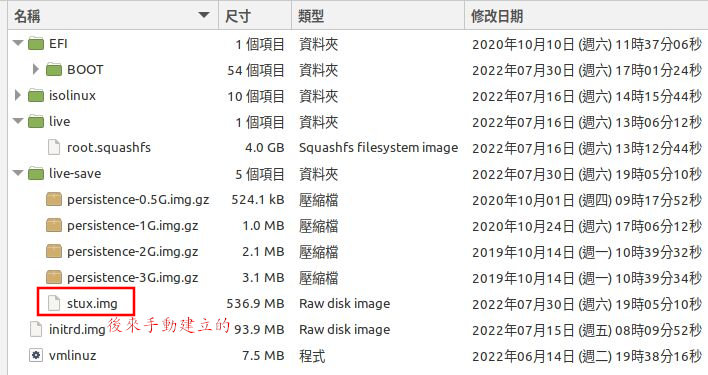 名稱 尺寸 類型 修改日期
EFI 1 個項目 資料夾 2020年10月10日 (週六) 11時37分06秒
BOOT 54 個項目 資料夾 2022年07月30日 (週六) 17時01分24秒
isolinux 10 個項目 資料夾 2022年07月16日 (週六) 14時15分44秒
live 1 個項目 資料夾 2022年07月16日 (週六) 13時06分12秒
root.squashfs 4.0 GB Squashfs filesystem image 2022年07月16日 (週六) 13時12分44秒
live-save 5 個項目 資料夾 2022年07月30日 (週六) 19時05分10秒
persistence-0.5G.img.gz 524.1 kB 壓縮檔 2020年10月01日 (週四) 09時17分52秒
persistence-1G.img.gz 1.0 MB 壓縮檔 2020年10月24日 (週六) 17時06分12秒
persistence-2G.img.gz 2.1 MB 壓縮檔 2019年10月14日 (週一) 10時39分32秒
persistence-3G.img.gz 3.1 MB 壓縮檔 2019年10月14日 (週一) 10時39分34秒
stux.img 536.9 MB Raw disk image 2022年07月30日 (週六) 19時05分10秒
initrd.img 後來手動建立的 93.9 MB Raw disk image 2022年07月15日 (週五) 08時09分52秒
vmlinuz 7.5 MB 程式 2022年06月14日 (週二) 19時38分16秒